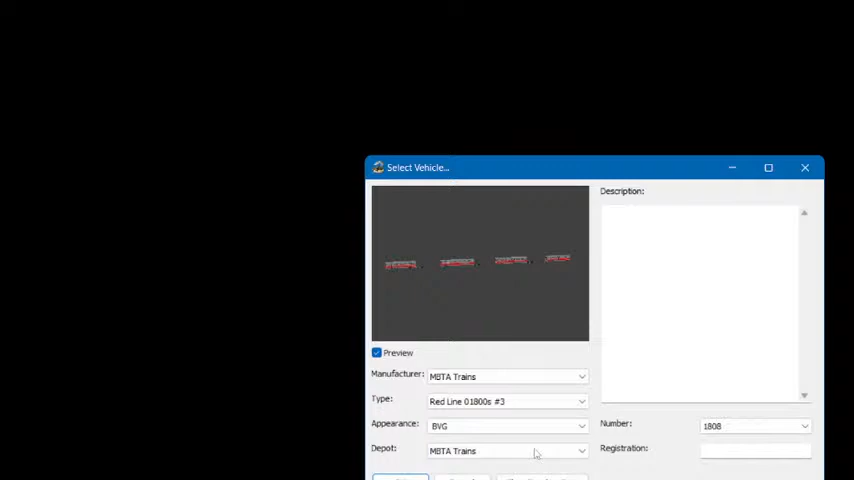 Select Vehicle...
Description:
Preview
Manufacturer: MBTA Trains
Type: Red Line 01800s #3
Appearance: BVG
Number: 1808
Depot: MBTA Trains
Registration: